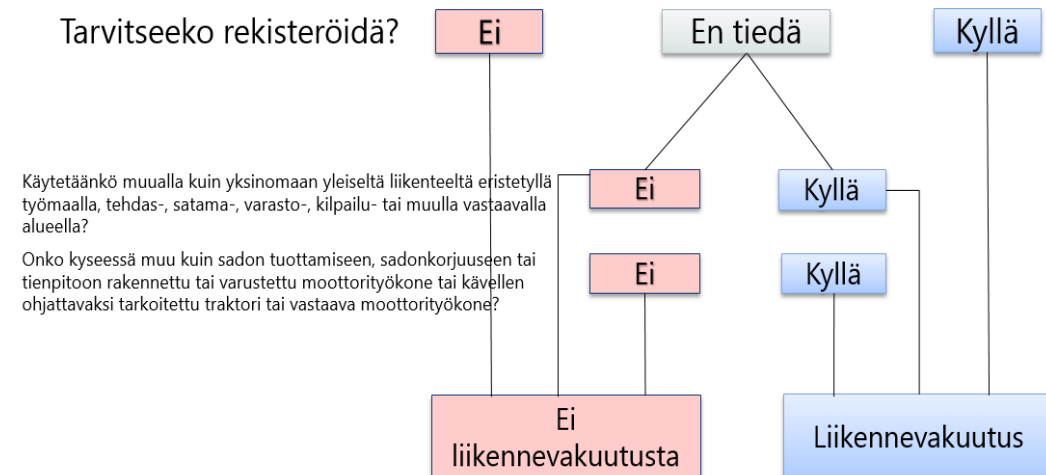 Tarvitseeko rekisteröidä?
Ei
En tiedä
Kyllä
Käytetäänkö muualla kuin yksinomaan yleiseltä liikenteeltä eristetyllä
työmaalla, tehdas-, satama-, varasto-, kilpailu- tai muulla vastaavalla
alueella?
Ei
Kyllä
Onko kyseessä muu kuin sadon tuottamiseen, sadonkorjuuseen tai
tienpitoon rakennettu tai varustettu moottorityökone tai kävellen
ohjattavaksi tarkoitettu traktori tai vastaava moottorityökone?
Ei
Kyllä
Ei
liikennevakuutusta
Liikennevakuutus